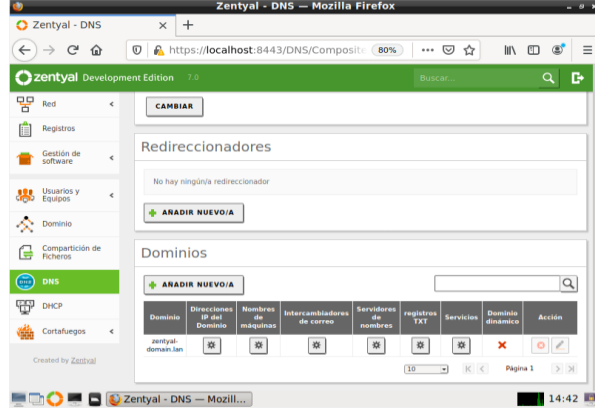 Zentyal - DNS — Mozilla Firefox
Zentyal - DNS
https://localhost:8443/DNS/Composit
80%
zentyal Development Edition 7.0
Buscar...
Red
CAMBIAR
Registros
Gestión de
software
Redireccionadores
No hay ningún/a redireccionador
Usuarios y
Equipos
AÑADIR NUEVO/A
Dominio
Compartición de
Ficheros
Dominios
DNS
AÑADIR NUEVO/A
DHCP
Cortafuegos
Dominio
Direcciones
IP del
Dominio
Nombres
de
máquinas
Intercambiadores
de correo
Servidores
de
nombres
registros
TXT
Servicios
Dominio
dinámico
Acción
zentyal-
domain.lan
Created by Zentyal
10
Página 1
Zentyal - DNS — Mozill...
14:42